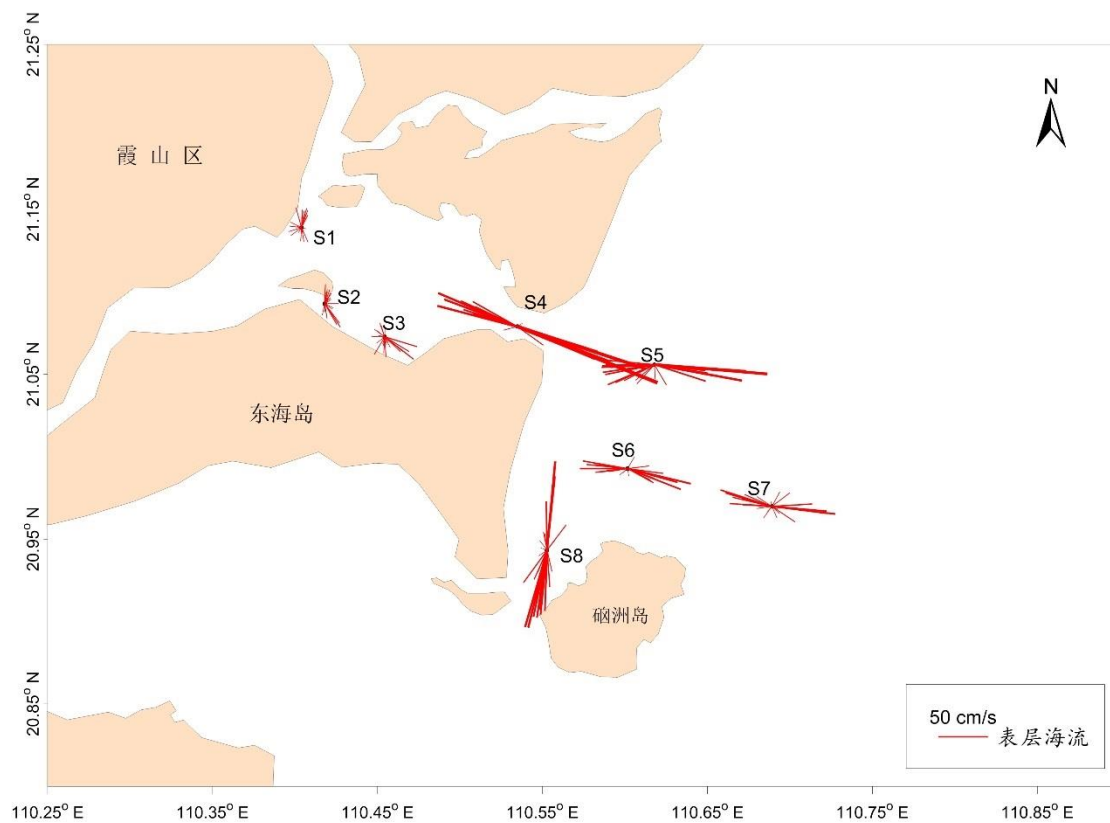 N
21.25° N
霞山区
21.15° N
S1
S2
S3
S4
S5
21.05° N
东海岛
S6
S7
20.95° N
S8
硇洲岛
20.85° N
50 cm/s
表层海流
110.25° E
110.35° E
110.45° E
110.55° E
110.65° E
110.75° E
110.85° E